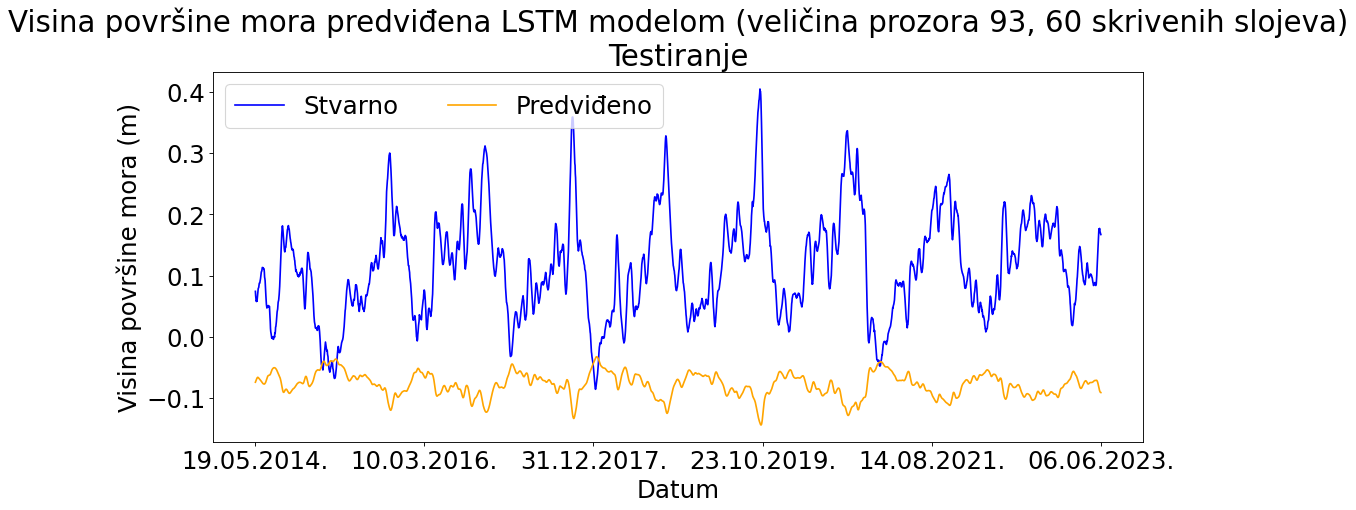 Visina površine mora predviđena LSTM modelom (veličina prozora 93, 60 skrivenih slojeva)
Testiranje
Stvarno Predviđeno
Visina površine mora (m)
0.4
0.3
0.2
0.1
0.0
−0.1
19.05.2014. 10.03.2016. 31.12.2017. 23.10.2019. 14.08.2021. 06.06.2023.
Datum